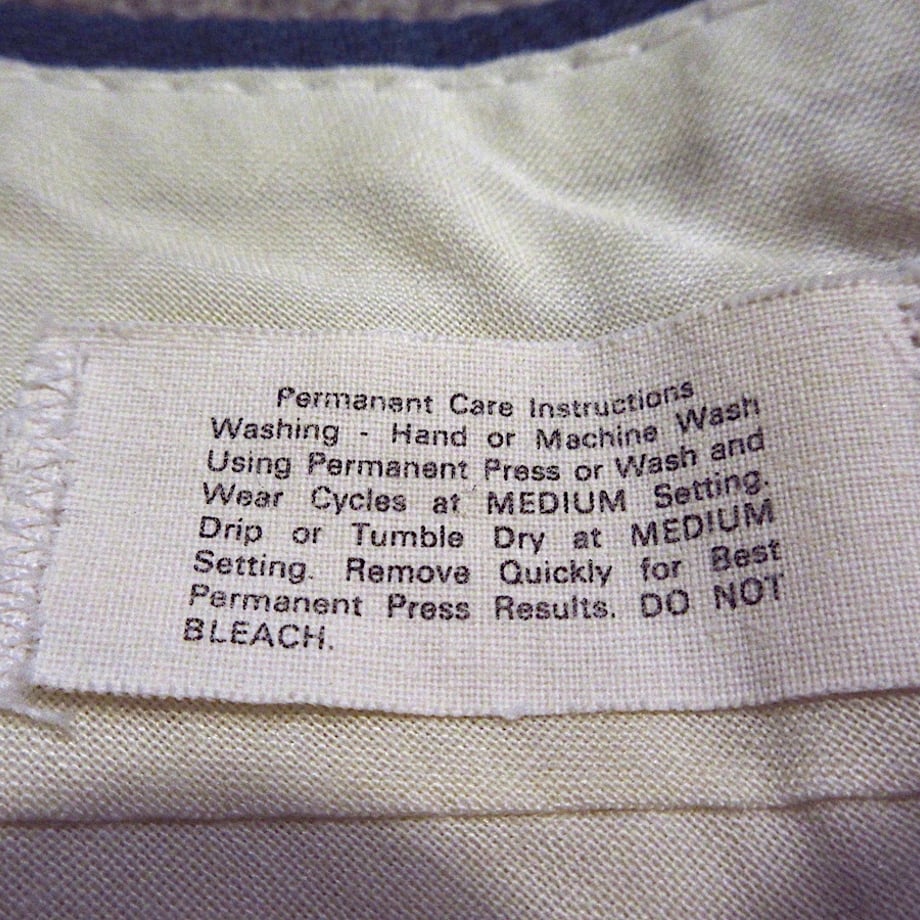 Permanent Care Instructions
Washing - Hand or Machine Wash
Using Permanent Press or Wash and
Wear Cycles at MEDIUM Setting.
Drip or Tumble Dry at MEDIUM
Setting. Remove Quickly for Best
Permanent Press Results. DO NOT
BLEACH.